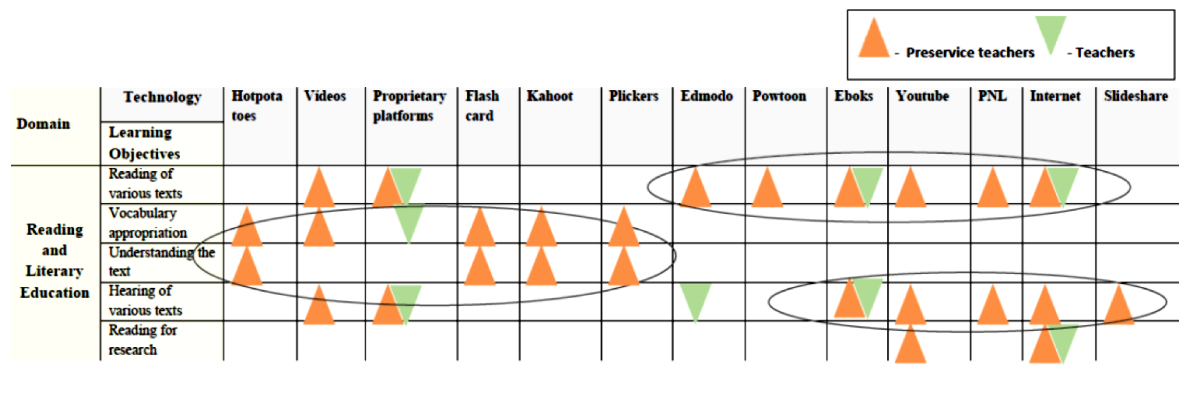 - Preservice teachers - Teachers
Domain
Technology
Learning
Objectives
Hotpota
toes
Videos
Proprietary
platforms
Flash
card
Kahoot
Plickers
Edmodo
Powtoon
Eboks
Youtube
PNL
Internet
Slideshare
Reading
and
Literary
Education
Reading of
various texts
Vocabulary
appropriation
Understanding the
text
Hearing of
various texts
Reading for
research